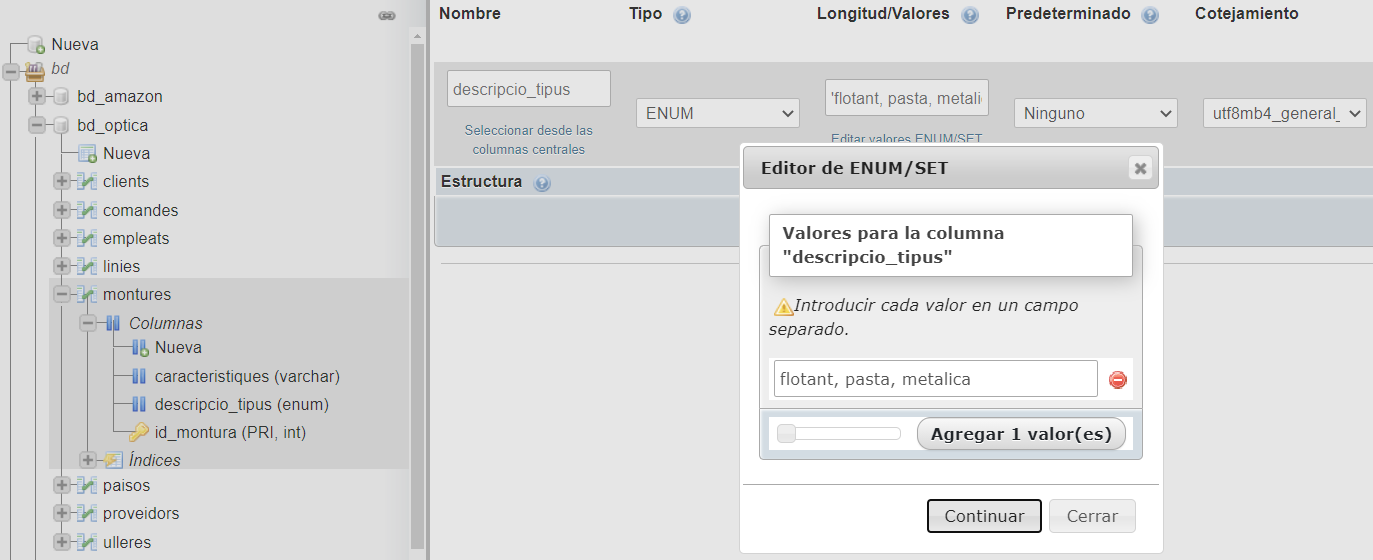 Nueva
bd
bd_amazon
bd_optica
Nueva
clients
comandes
empleats
linies
montures
Columnas
Nueva
caracteristiques (varchar)
descripcio_tipus (enum)
id_montura (PRI, int)
Índices
paisos
proveidors
ulleres
Nombre Tipo Longitud/Valores Predeterminado Cotejamiento
descripcio_tipus ENUM 'flotant, pasta, metali Ninguno utf8mb4_general_
Seleccionar desde las
columnas centrales
Editar valores ENUM/SET
Estructura
Editor de ENUM/SET
Valores para la columna
"descripcio_tipus"
Introducir cada valor en un campo
separado.
flotant, pasta, metalica
Agregar 1 valor(es)
Continuar Cerrar